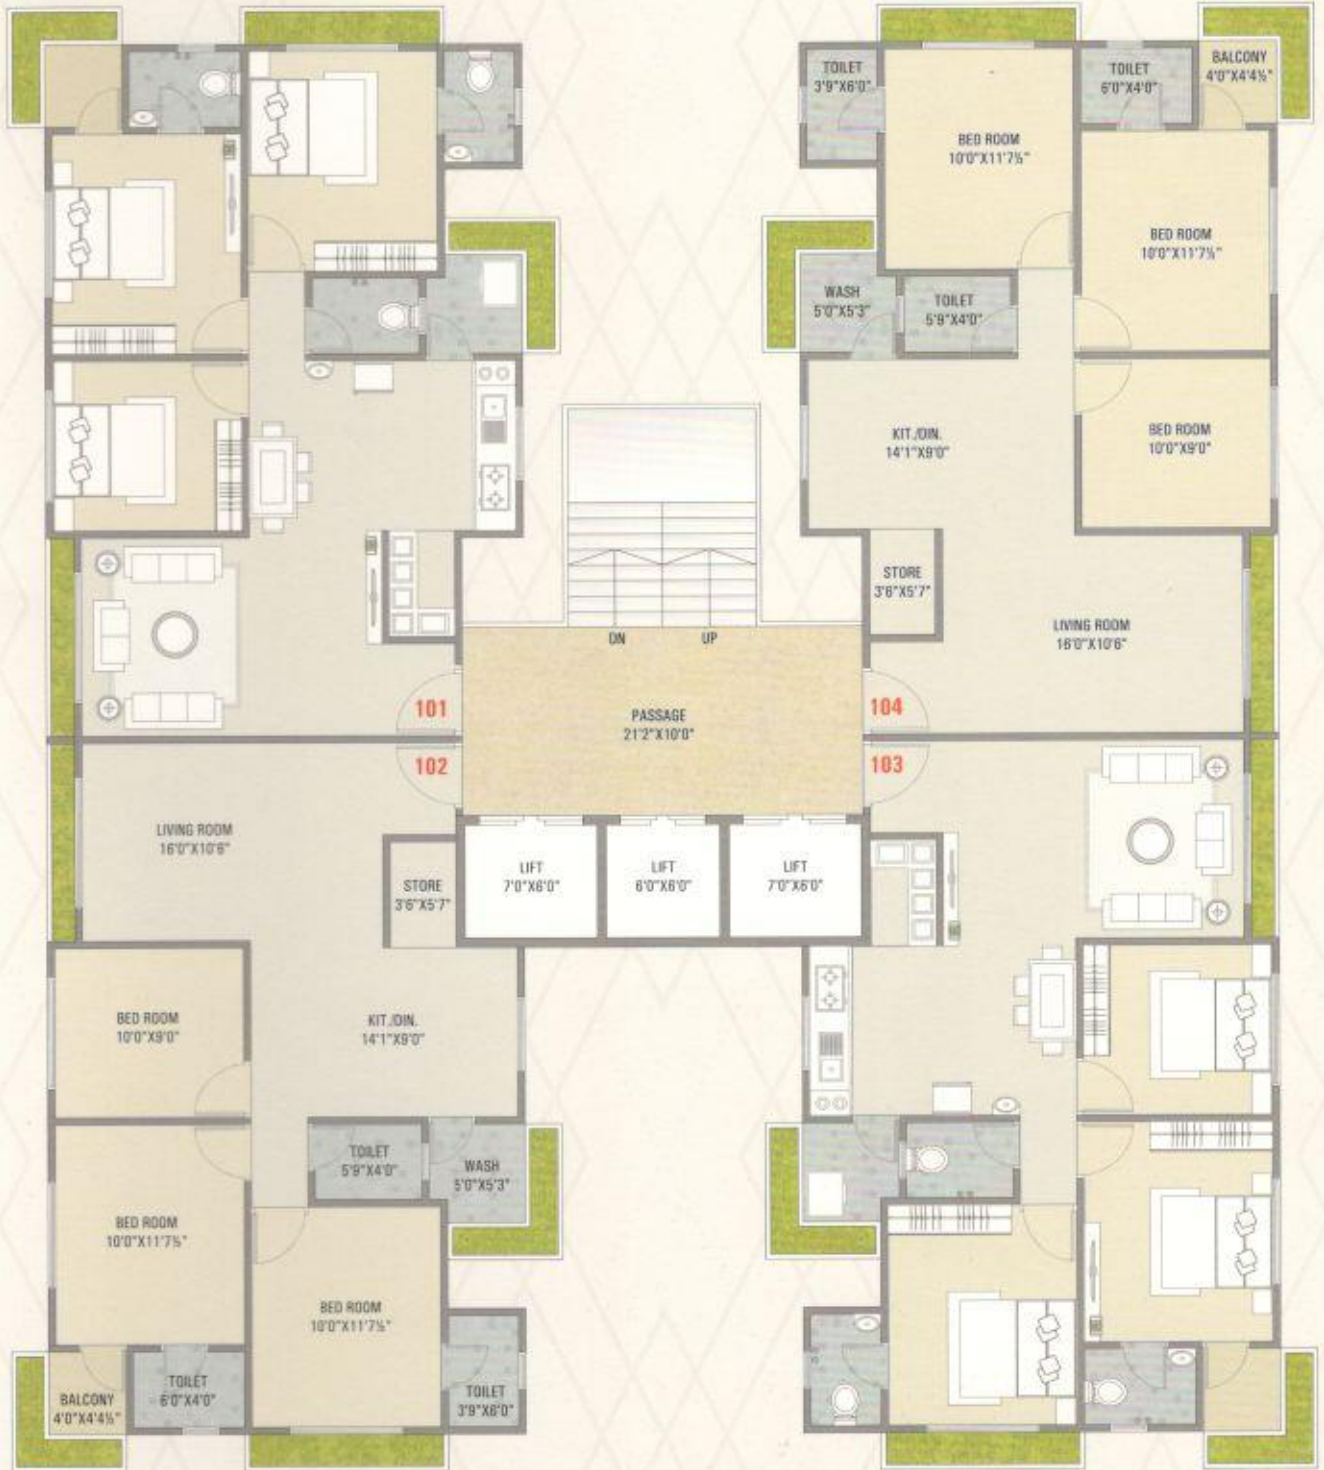 TOILET
3'9"X6'0"
BED ROOM
10'0"X11'7½"
TOILET
6'0"X4'0"
BALCONY
4'0"X4'4½"
BED ROOM
10'0"X11'7½"
WASH
5'0"X5'3"
TOILET
5'9"X4'0"
KIT./DIN.
14'1"X9'0"
BED ROOM
10'0"X9'0"
STORE
3'6"X5'7"
LIVING ROOM
16'0"X10'6"
DN
UP
101
PASSAGE
21'2"X10'0"
104
102
103
LIVING ROOM
16'0"X10'6"
STORE
3'6"X5'7"
LIFT
7'0"X6'0"
LIFT
6'0"X6'0"
LIFT
7'0"X6'0"
BED ROOM
10'0"X9'0"
KIT./DIN.
14'1"X9'0"
TOILET
5'9"X4'0"
WASH
5'0"X5'3"
BED ROOM
10'0"X11'7½"
BED ROOM
10'0"X11'7½"
BALCONY
4'0"X4'4½"
TOILET
6'0"X4'0"
TOILET
3'9"X6'0"